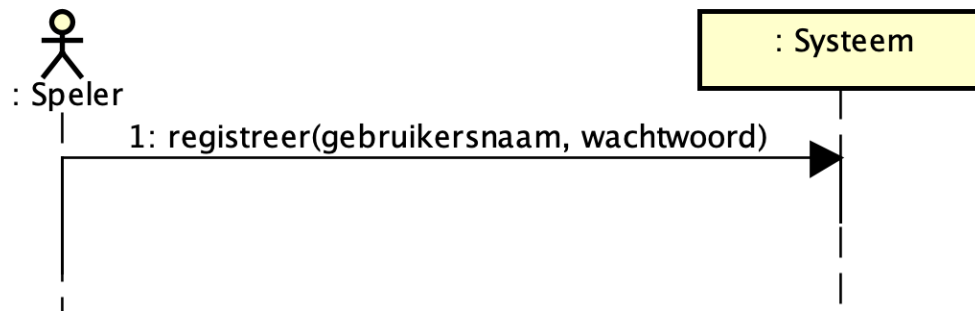 : Systeem
: Speler
1: registreer(gebruikersnaam, wachtwoord)